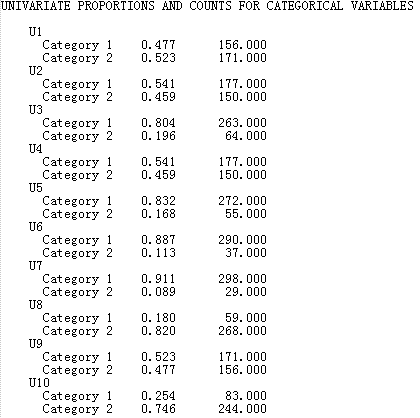 UNIVARIATE PROPORTIONS AND COUNTS FOR CATEGORICAL VARIABLES
U1
Category 1 0.477 156.000
Category 2 0.523 171.000
U2
Category 1 0.541 177.000
Category 2 0.459 150.000
U3
Category 1 0.804 263.000
Category 2 0.196 64.000
U4
Category 1 0.541 177.000
Category 2 0.459 150.000
U5
Category 1 0.832 272.000
Category 2 0.168 55.000
U6
Category 1 0.887 290.000
Category 2 0.113 37.000
U7
Category 1 0.911 298.000
Category 2 0.089 29.000
U8
Category 1 0.180 59.000
Category 2 0.820 268.000
U9
Category 1 0.523 171.000
Category 2 0.477 156.000
U10
Category 1 0.254 83.000
Category 2 0.746 244.000